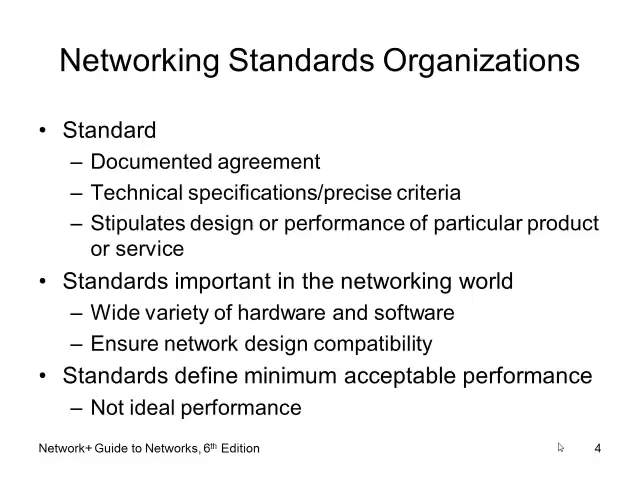 Networking Standards Organizations
• Standard
– Documented agreement
– Technical specifications/precise criteria
– Stipulates design or performance of particular product
or service
• Standards important in the networking world
– Wide variety of hardware and software
– Ensure network design compatibility
• Standards define minimum acceptable performance
– Not ideal performance
Network+ Guide to Networks, 6th Edition 4